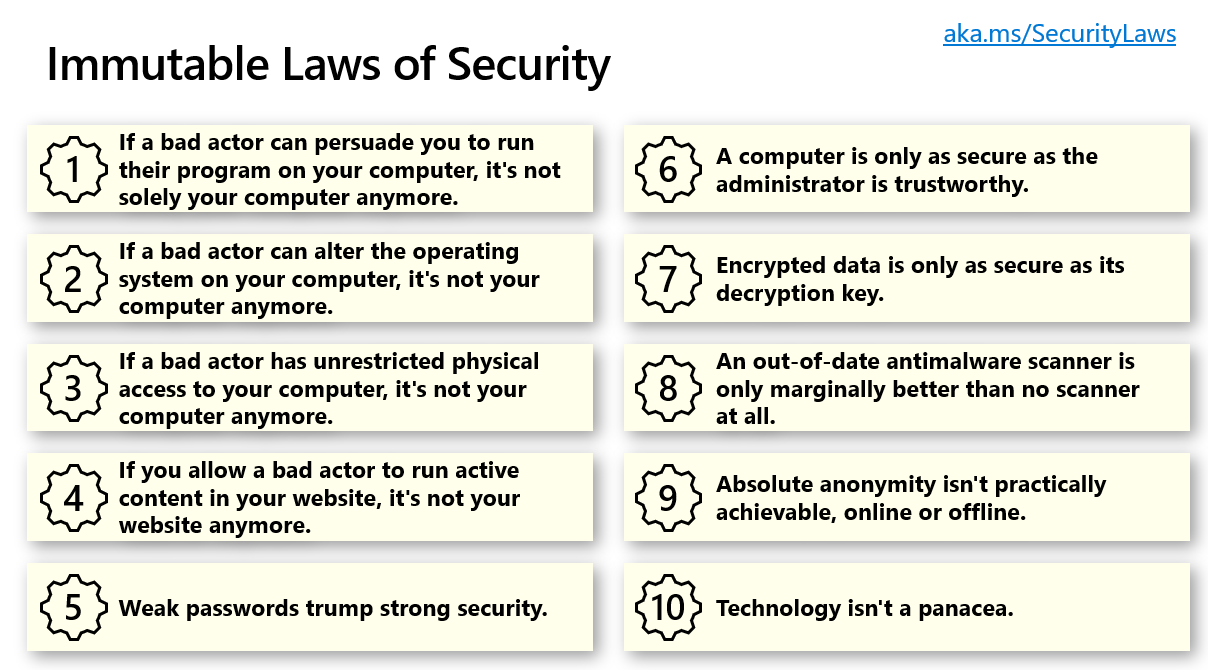 aka.ms/SecurityLaws
Immutable Laws of Security
1
If a bad actor can persuade you to run
their program on your computer, it's not
solely your computer anymore.
2
If a bad actor can alter the operating
system on your computer, it's not your
computer anymore.
3
If a bad actor has unrestricted physical
access to your computer, it's not your
computer anymore.
4
If you allow a bad actor to run active
content in your website, it's not your
website anymore.
5
Weak passwords trump strong security.
6
A computer is only as secure as the
administrator is trustworthy.
7
Encrypted data is only as secure as its
decryption key.
8
An out-of-date antimalware scanner is
only marginally better than no scanner
at all.
9
Absolute anonymity isn't practically
achievable, online or offline.
10
Technology isn't a panacea.